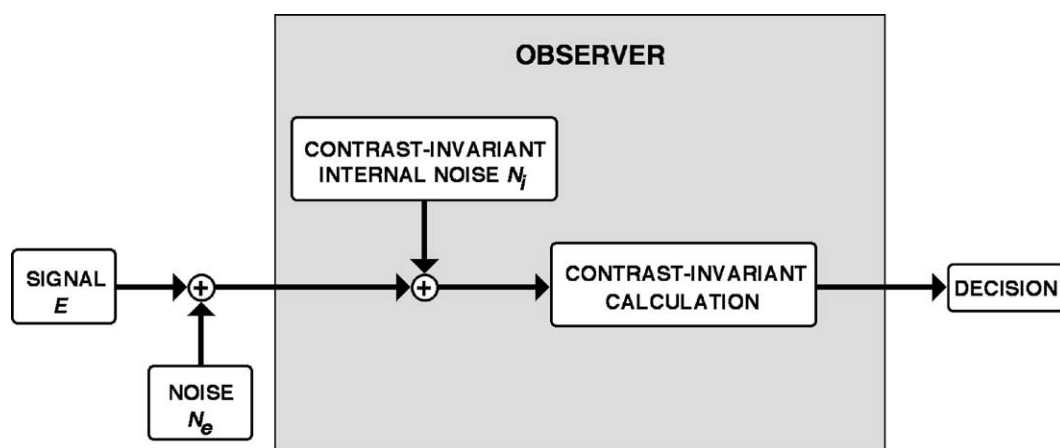 OBSERVER
CONTRAST-INVARIANT
INTERNAL NOISE Ni
SIGNAL
E
+
+
CONTRAST-INVARIANT
CALCULATION
DECISION
NOISE
Ne